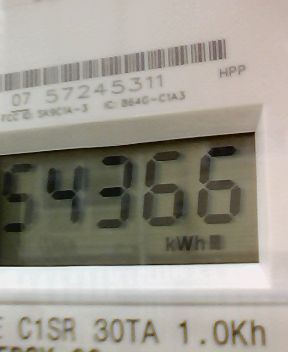 07 57245311
HPP
FCC ID: SK9C1A-3 IC: 864G-C1A3
54366
kWh
C1SR 30TA 1.0Kh